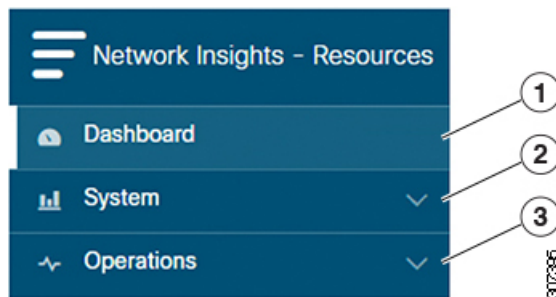 Network Insights - Resources
1
Dashboard
2
System
3
Operations
307395